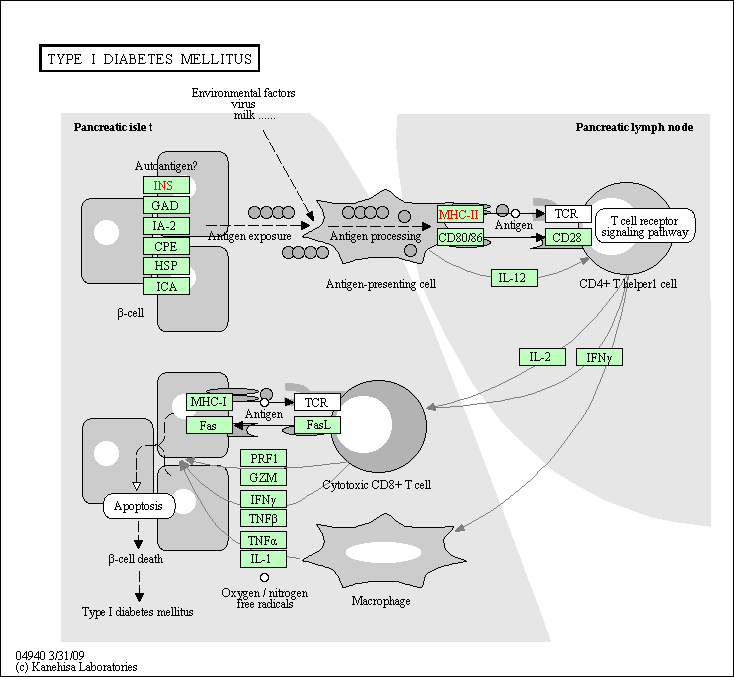 TYPE I DIABETES MELLITUS
Environmental factors
virus
milk ......
Pancreatic islet
Pancreatic lymph node
Autoantigen?
INS
GAD
IA-2
CPE
HSP
ICA
β-cell
Antigen exposure
Antigen processing
Antigen-presenting cell
MHC-II
CD80/86
Antigen
TCR
CD28
T cell receptor
signaling pathway
IL-12
CD4+ T helper1 cell
IL-2
IFNγ
MHC-I
Fas
Antigen
TCR
FasL
PRF1
GZM
IFNγ
TNFβ
TNFα
IL-1
Cytotoxic CD8+ T cell
Apoptosis
β-cell death
Type I diabetes mellitus
Oxygen / nitrogen
free radicals
Macrophage
04940 3/31/09
(c) Kanehisa Laboratories